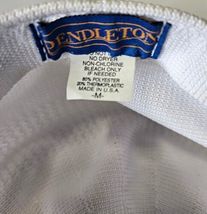 PENDLETON
NO DRYER
NON-CHLORINE
BLEACH ONLY
IF NEEDED
80% POLYESTER
20% THERMOPLASTIC
MADE IN U.S.A.
-M-